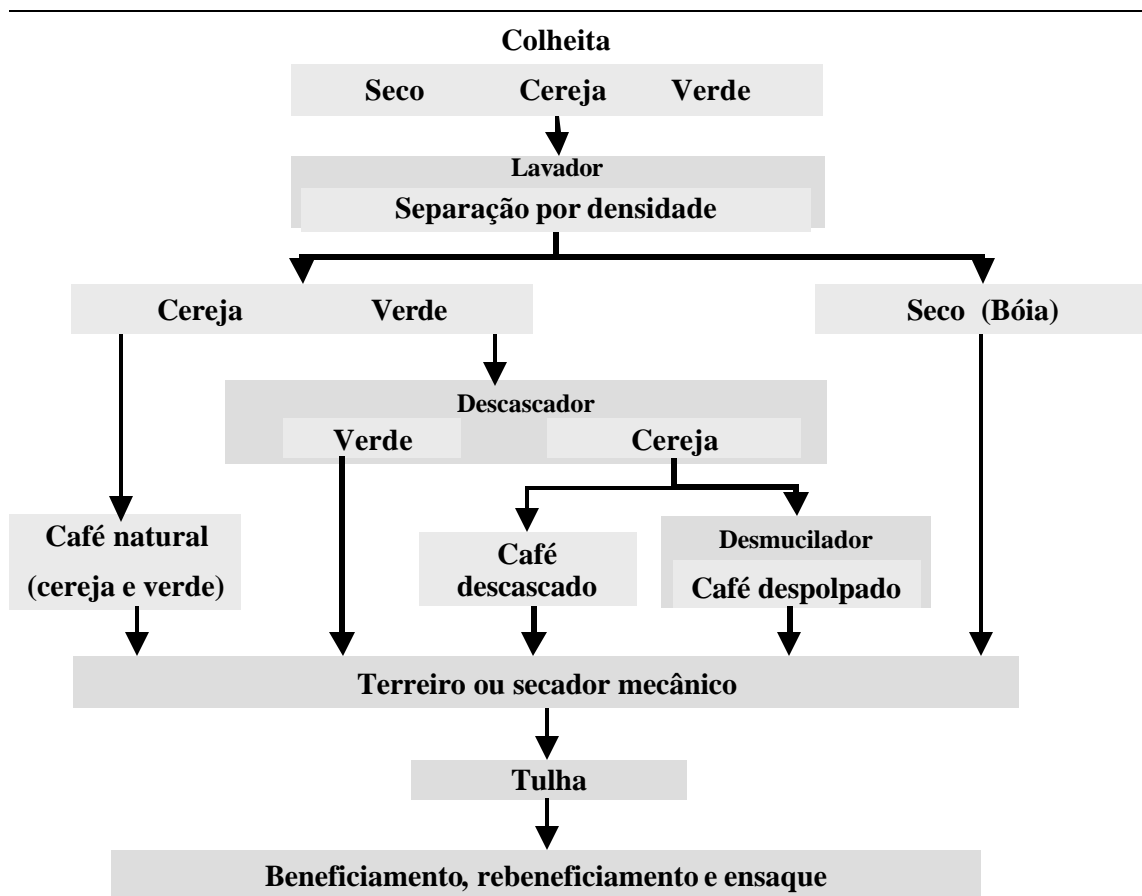 Colheita
Seco Cereja Verde
Lavador
Separação por densidade
Cereja Verde
Seco (Bóia)
Descascador
Verde Cereja
Café natural
(cereja e verde)
Café
descascado
Desmucilador
Café despolpado
Terreiro ou secador mecânico
Tulha
Beneficiamento, rebeneficiamento e ensaque